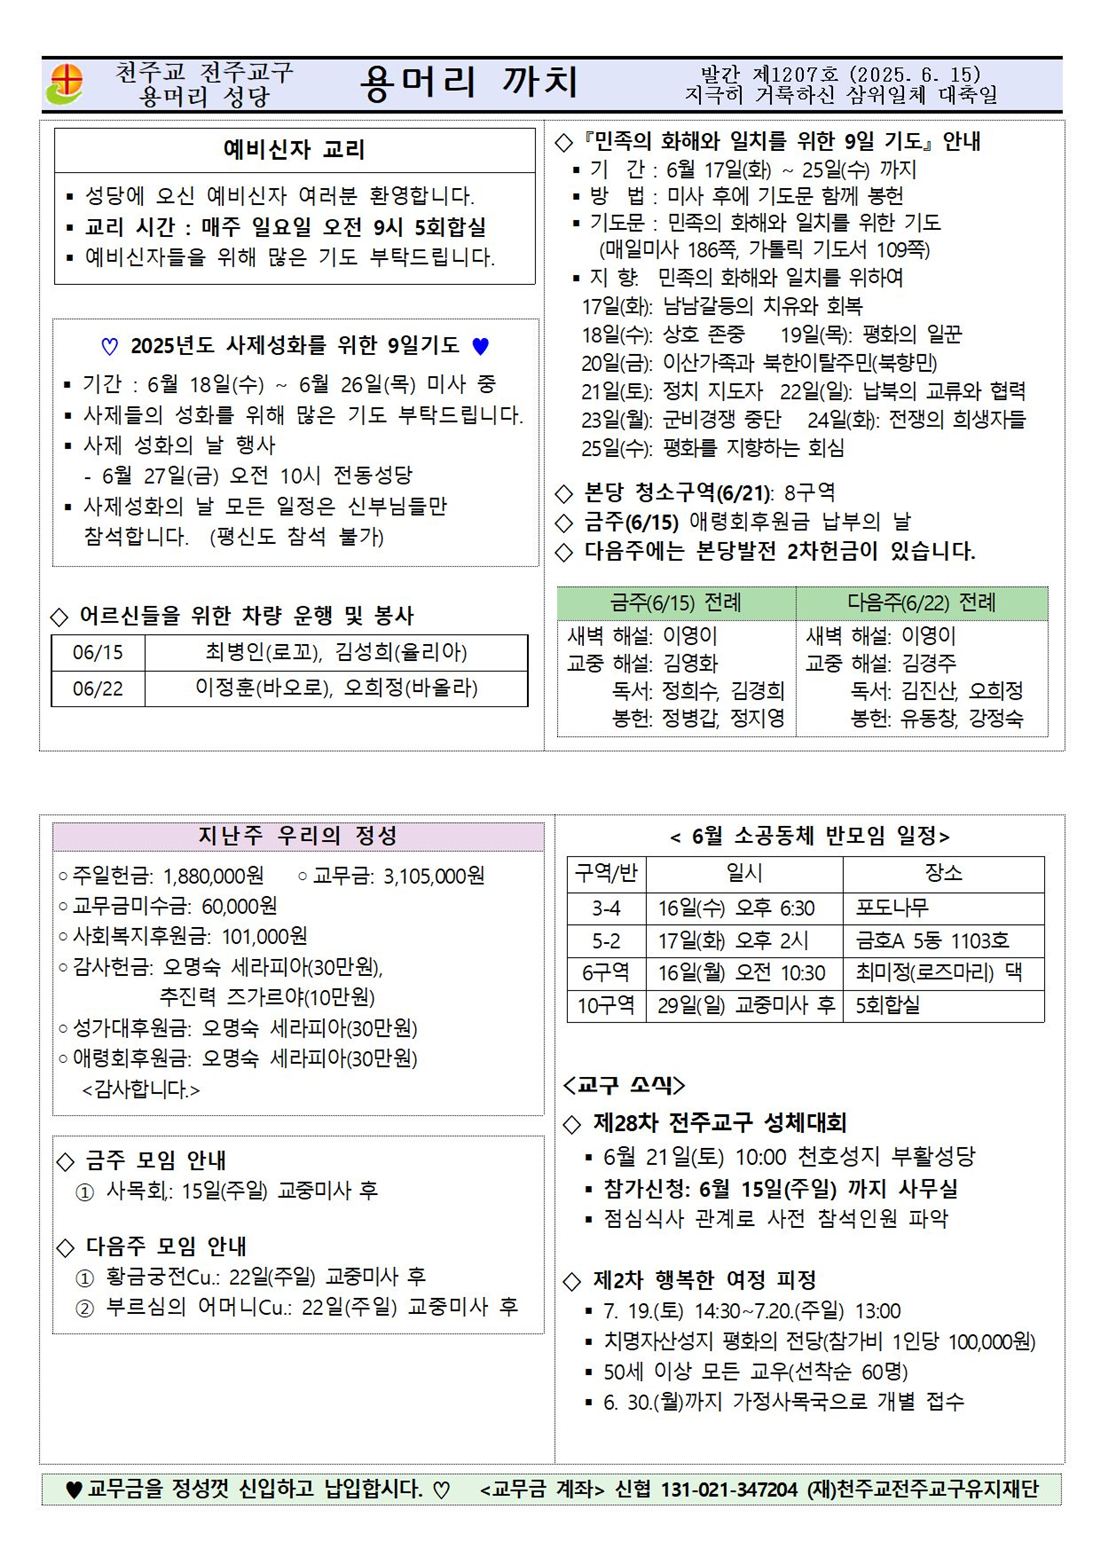 천주교 전주교구
용머리 성당
용머리 까치
발간 제1207호 (2025. 6. 15)
지극히 거룩하신 삼위일체 대축일
예비신자 교리
▪ 성당에 오신 예비신자 여러분 환영합니다.
▪ 교리 시간 : 매주 일요일 오전 9시 5회합실
▪ 예비신자들을 위해 많은 기도 부탁드립니다.
♡ 2025년도 사제성화를 위한 9일기도 ♥
▪ 기간 : 6월 18일(수) ~ 6월 26일(목) 미사 중
▪ 사제들의 성화를 위해 많은 기도 부탁드립니다.
▪ 사제 성화의 날 행사
- 6월 27일(금) 오전 10시 전동성당
▪ 사제성화의 날 모든 일정은 신부님들만
참석합니다. (평신도 참석 불가)
◇ 어르신들을 위한 차량 운행 및 봉사
06/15 최병인(로꼬), 김성희(율리아)
06/22 이정훈(바오로), 오희정(바올라)
◇ 『민족의 화해와 일치를 위한 9일 기도』 안내
▪ 기 간 : 6월 17일(화) ~ 25일(수) 까지
▪ 방 법 : 미사 후에 기도문 함께 봉헌
▪ 기도문 : 민족의 화해와 일치를 위한 기도
(매일미사 186쪽, 가톨릭 기도서 109쪽)
▪ 지 향: 민족의 화해와 일치를 위하여
17일(화): 남남갈등의 치유와 회복
18일(수): 상호 존중 19일(목): 평화의 일꾼
20일(금): 이산가족과 북한이탈주민(북향민)
21일(토): 정치 지도자 22일(일): 납북의 교류와 협력
23일(월): 군비경쟁 중단 24일(화): 전쟁의 희생자들
25일(수): 평화를 지향하는 회심
◇ 본당 청소구역(6/21): 8구역
◇ 금주(6/15) 애령회후원금 납부의 날
◇ 다음주에는 본당발전 2차헌금이 있습니다.
금주(6/15) 전례 다음주(6/22) 전례
새벽 해설: 이영이 새벽 해설: 이영이
교중 해설: 김영화 교중 해설: 김경주
독서: 정희수, 김경희 독서: 김진산, 오희정
봉헌: 정병갑, 정지영 봉헌: 유동창, 강정숙
지난주 우리의 정성
○ 주일헌금: 1,880,000원 ○ 교무금: 3,105,000원
○ 교무금미수금: 60,000원
○ 사회복지후원금: 101,000원
○ 감사헌금: 오명숙 세라피아(30만원),
추진력 즈가르야(10만원)
○ 성가대후원금: 오명숙 세라피아(30만원)
○ 애령회후원금: 오명숙 세라피아(30만원)
<감사합니다.>
◇ 금주 모임 안내
① 사목회,: 15일(주일) 교중미사 후
◇ 다음주 모임 안내
① 황금궁전Cu.: 22일(주일) 교중미사 후
② 부르심의 어머니Cu.: 22일(주일) 교중미사 후
< 6월 소공동체 반모임 일정>
구역/반 일시 장소
3-4 16일(수) 오후 6:30 포도나무
5-2 17일(화) 오후 2시 금호A 5동 1103호
6구역 16일(월) 오전 10:30 최미정(로즈마리) 댁
10구역 29일(일) 교중미사 후 5회합실
<교구 소식>
◇ 제28차 전주교구 성체대회
▪ 6월 21일(토) 10:00 천호성지 부활성당
▪ 참가신청: 6월 15일(주일) 까지 사무실
▪ 점심식사 관계로 사전 참석인원 파악
◇ 제2차 행복한 여정 피정
▪ 7. 19.(토) 14:30~7.20.(주일) 13:00
▪ 치명자산성지 평화의 전당(참가비 1인당 100,000원)
▪ 50세 이상 모든 교우(선착순 60명)
▪ 6. 30.(월)까지 가정사목국으로 개별 접수
♥ 교무금을 정성껏 신입하고 납입합시다. ♡ <교무금 계좌> 신협 131-021-347204 (재)천주교전주교구유지재단